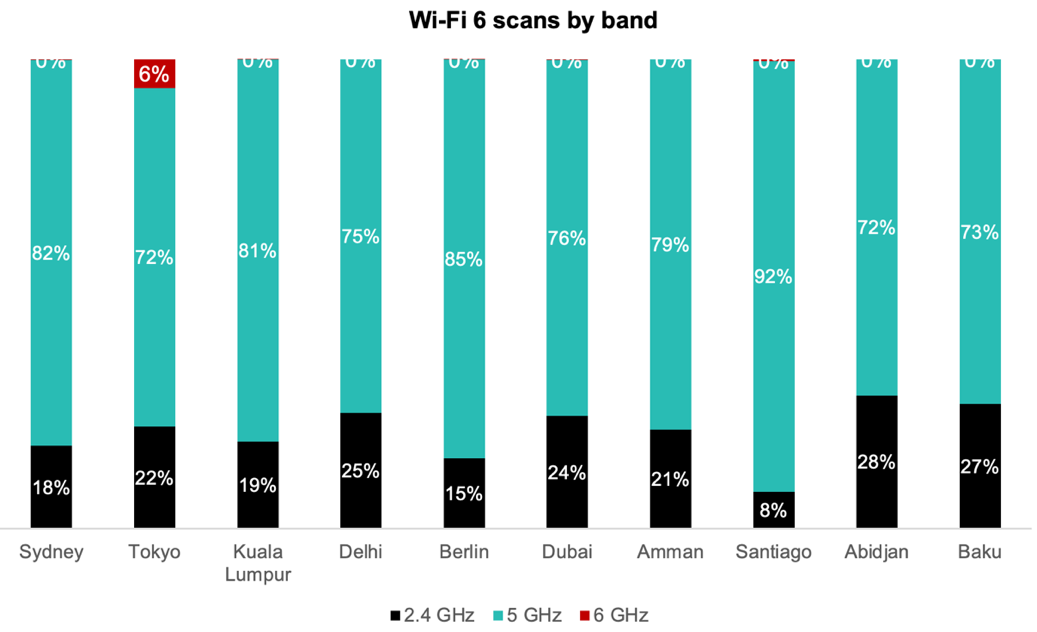 Wi-Fi 6 scans by band
0% 6% 0% 0% 0% 0% 0% 0% 0% 0%
82% 72% 81% 75% 85% 76% 79% 92% 72% 73%
18% 22% 19% 25% 15% 24% 21% 8% 28% 27%
Sydney Tokyo Kuala Lumpur Delhi Berlin Dubai Amman Santiago Abidjan Baku
2.4 GHz 5 GHz 6 GHz